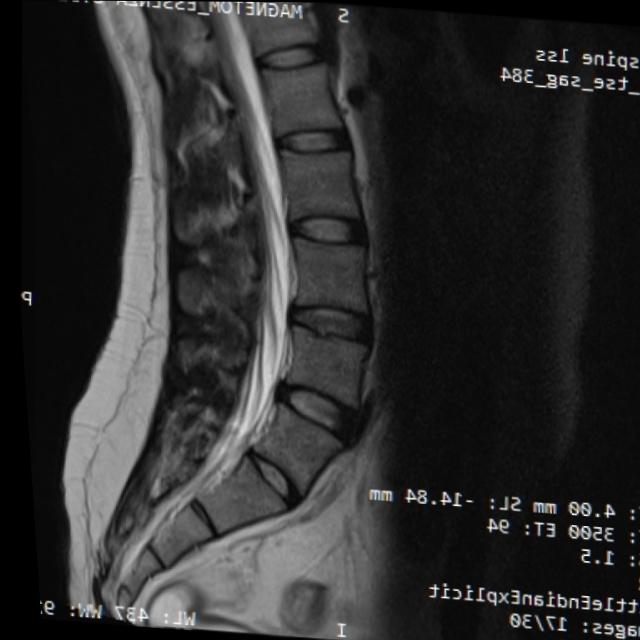 MAGNETOM_ESSENZA
S
spine lss
_tse_sag_384
P
: 4.00 mm SL: -14.84 mm
: 3500 ET: 94
: 1.5
ttleEndianExplicit
ages: 17/30
WL: 437 WW:
I